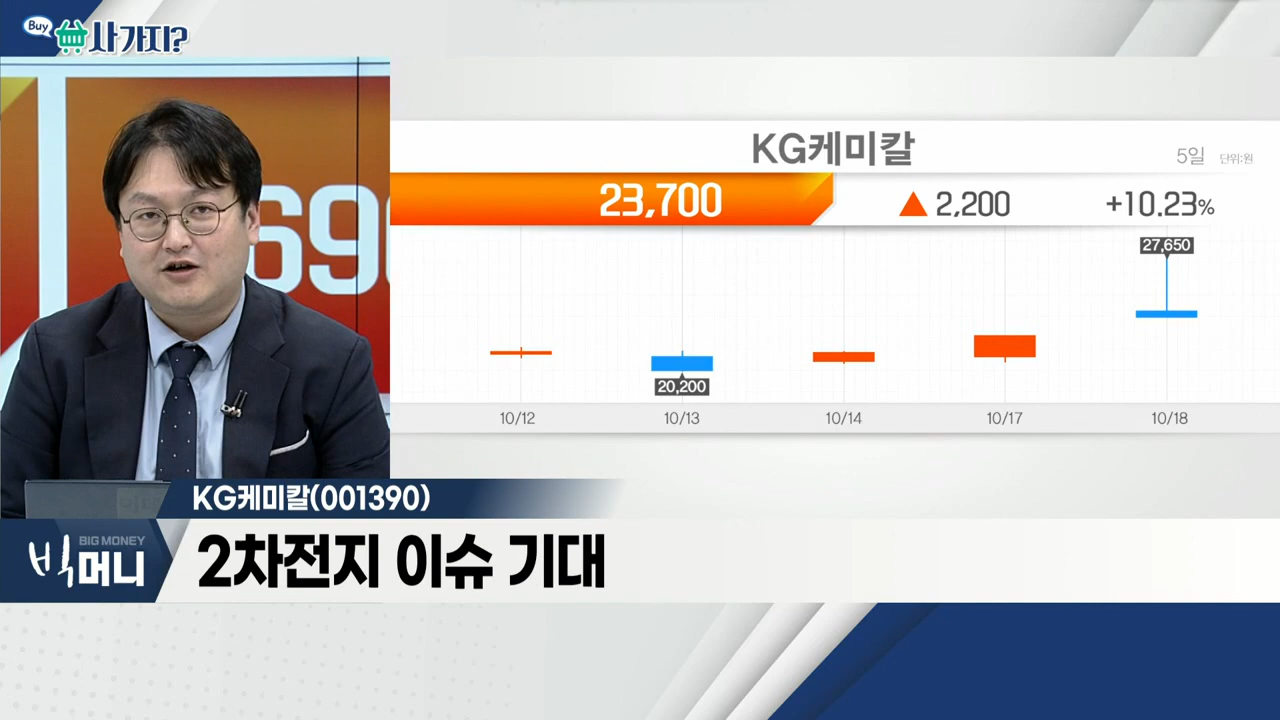 Buy
사가지?
KG케미칼
5일 단위:원
23,700 ▲ 2,200 +10.23%
27,650
20,200
10/12 10/13 10/14 10/17 10/18
KG케미칼(001390)
BIG MONEY
빅머니
2차전지 이슈 기대